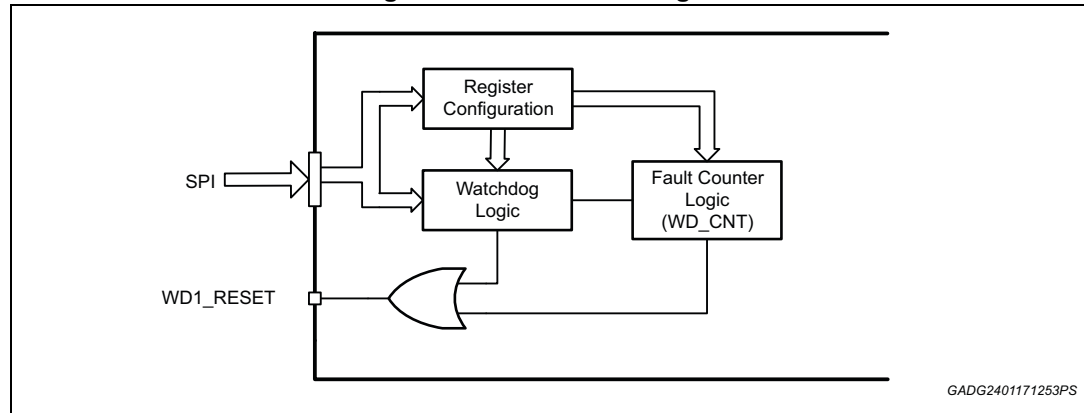 Register
Configuration
SPI
Watchdog
Logic
Fault Counter
Logic
(WD_CNT)
WD1_RESET
GADG2401171253PS